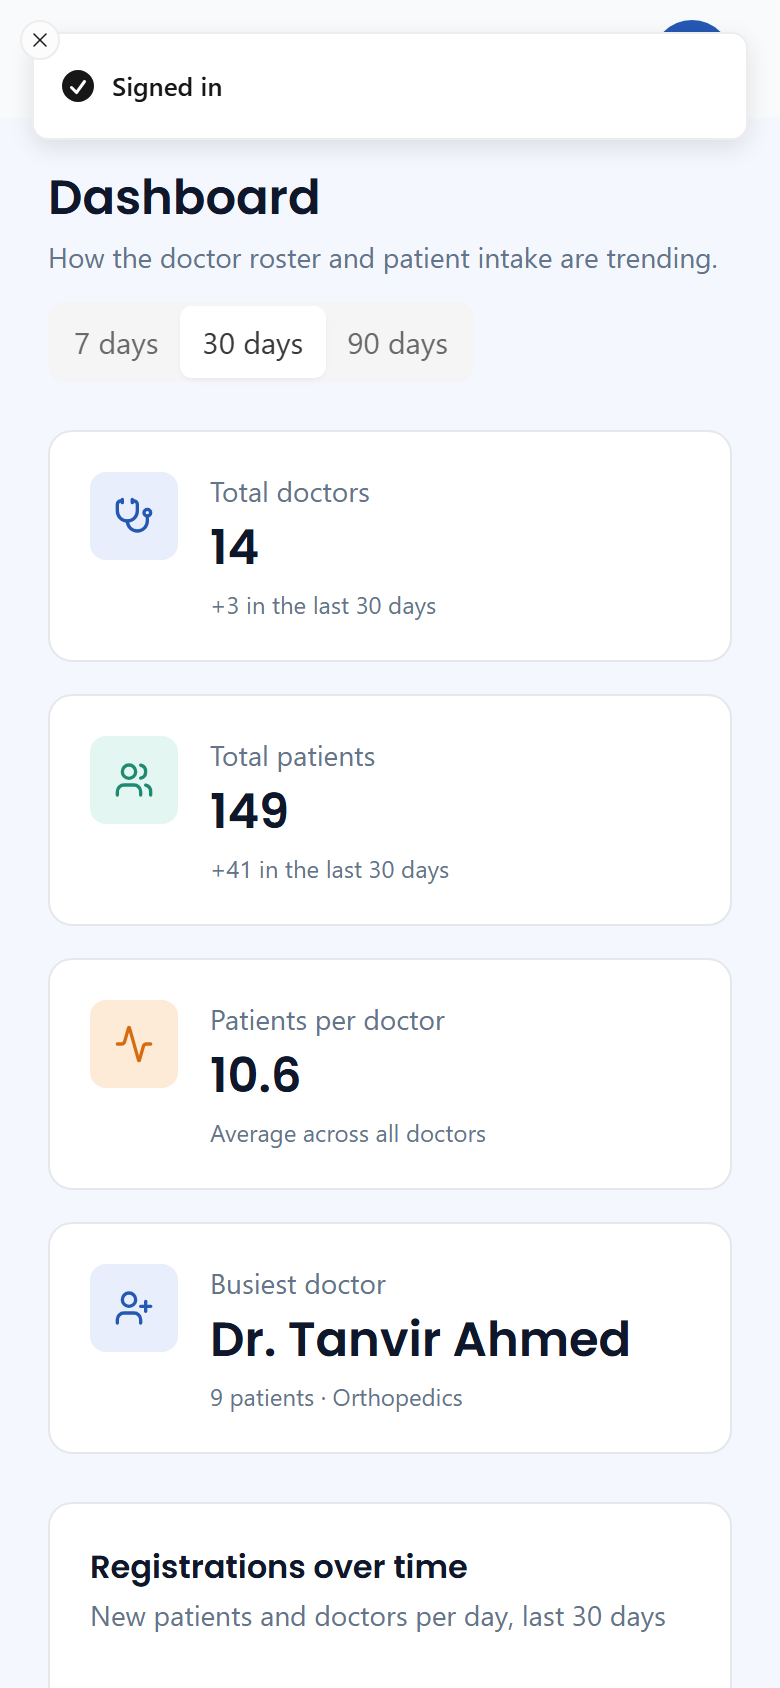 Signed in
Dashboard
How the doctor roster and patient intake are trending.
7 days
30 days
90 days
Total doctors
14
+3 in the last 30 days
Total patients
149
+41 in the last 30 days
Patients per doctor
10.6
Average across all doctors
Busiest doctor
Dr. Tanvir Ahmed
9 patients · Orthopedics
Registrations over time
New patients and doctors per day, last 30 days